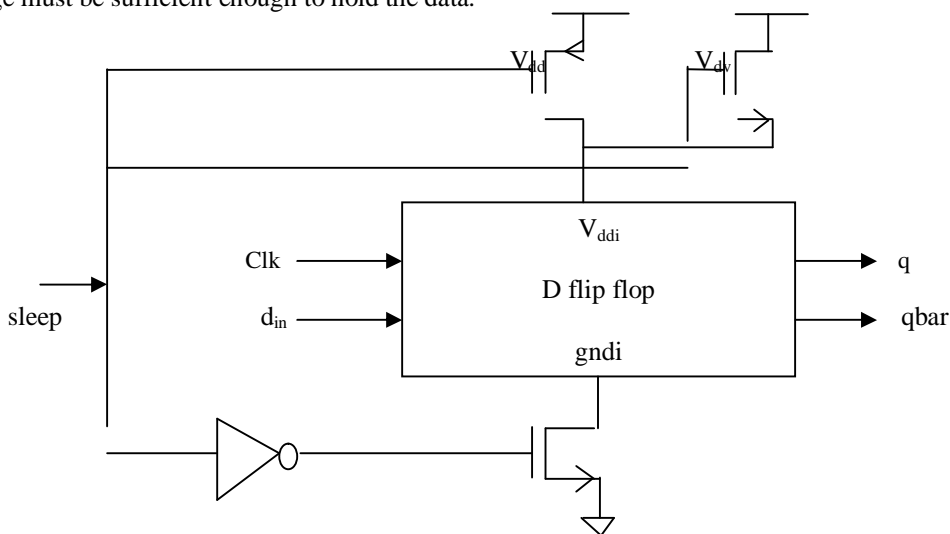 ge must be sufficient enough to hold the data.
Vdd
Vdv
Vddi
Clk
q
D flip flop
sleep
din
qbar
gndi